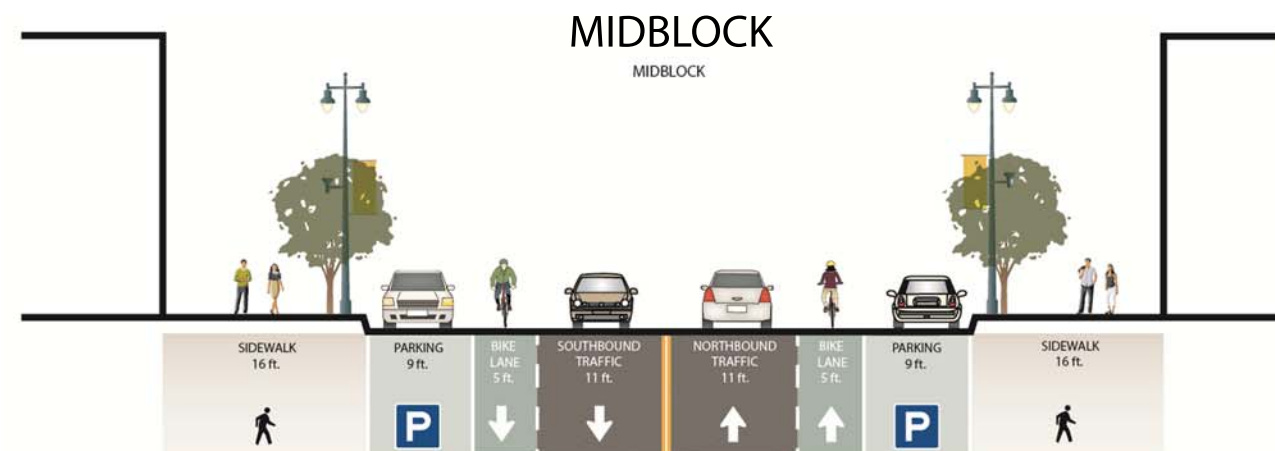 MIDBLOCK
MIDBLOCK
SIDEWALK
16 ft.
PARKING
9 ft.
BIKE
LANE
5 ft.
SOUTHBOUND
TRAFFIC
11 ft.
NORTHBOUND
TRAFFIC
11 ft.
BIKE
LANE
5 ft.
PARKING
9 ft.
SIDEWALK
16 ft.
P
P